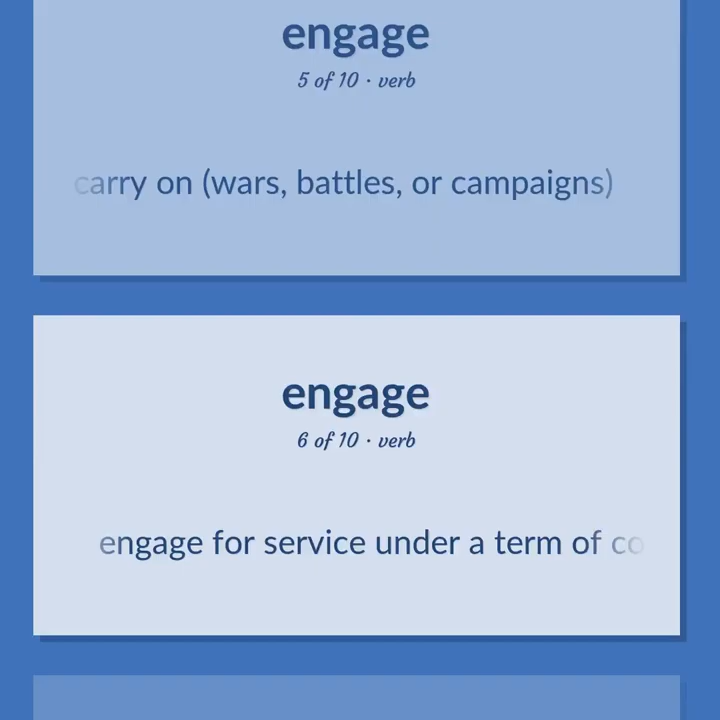 engage
5 of 10 · verb
carry on (wars, battles, or campaigns)
engage
6 of 10 · verb
engage for service under a term of